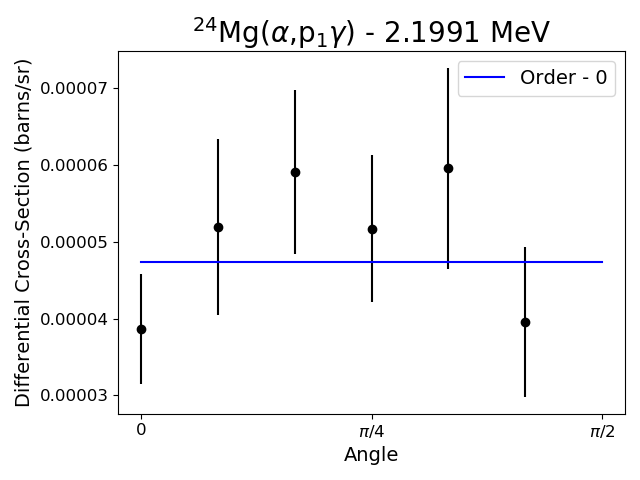 ²⁴Mg(α,p₁γ) - 2.1991 MeV
Order - 0
Differential Cross-Section (barns/sr)
0.00007
0.00006
0.00005
0.00004
0.00003
0 π/4 π/2
Angle